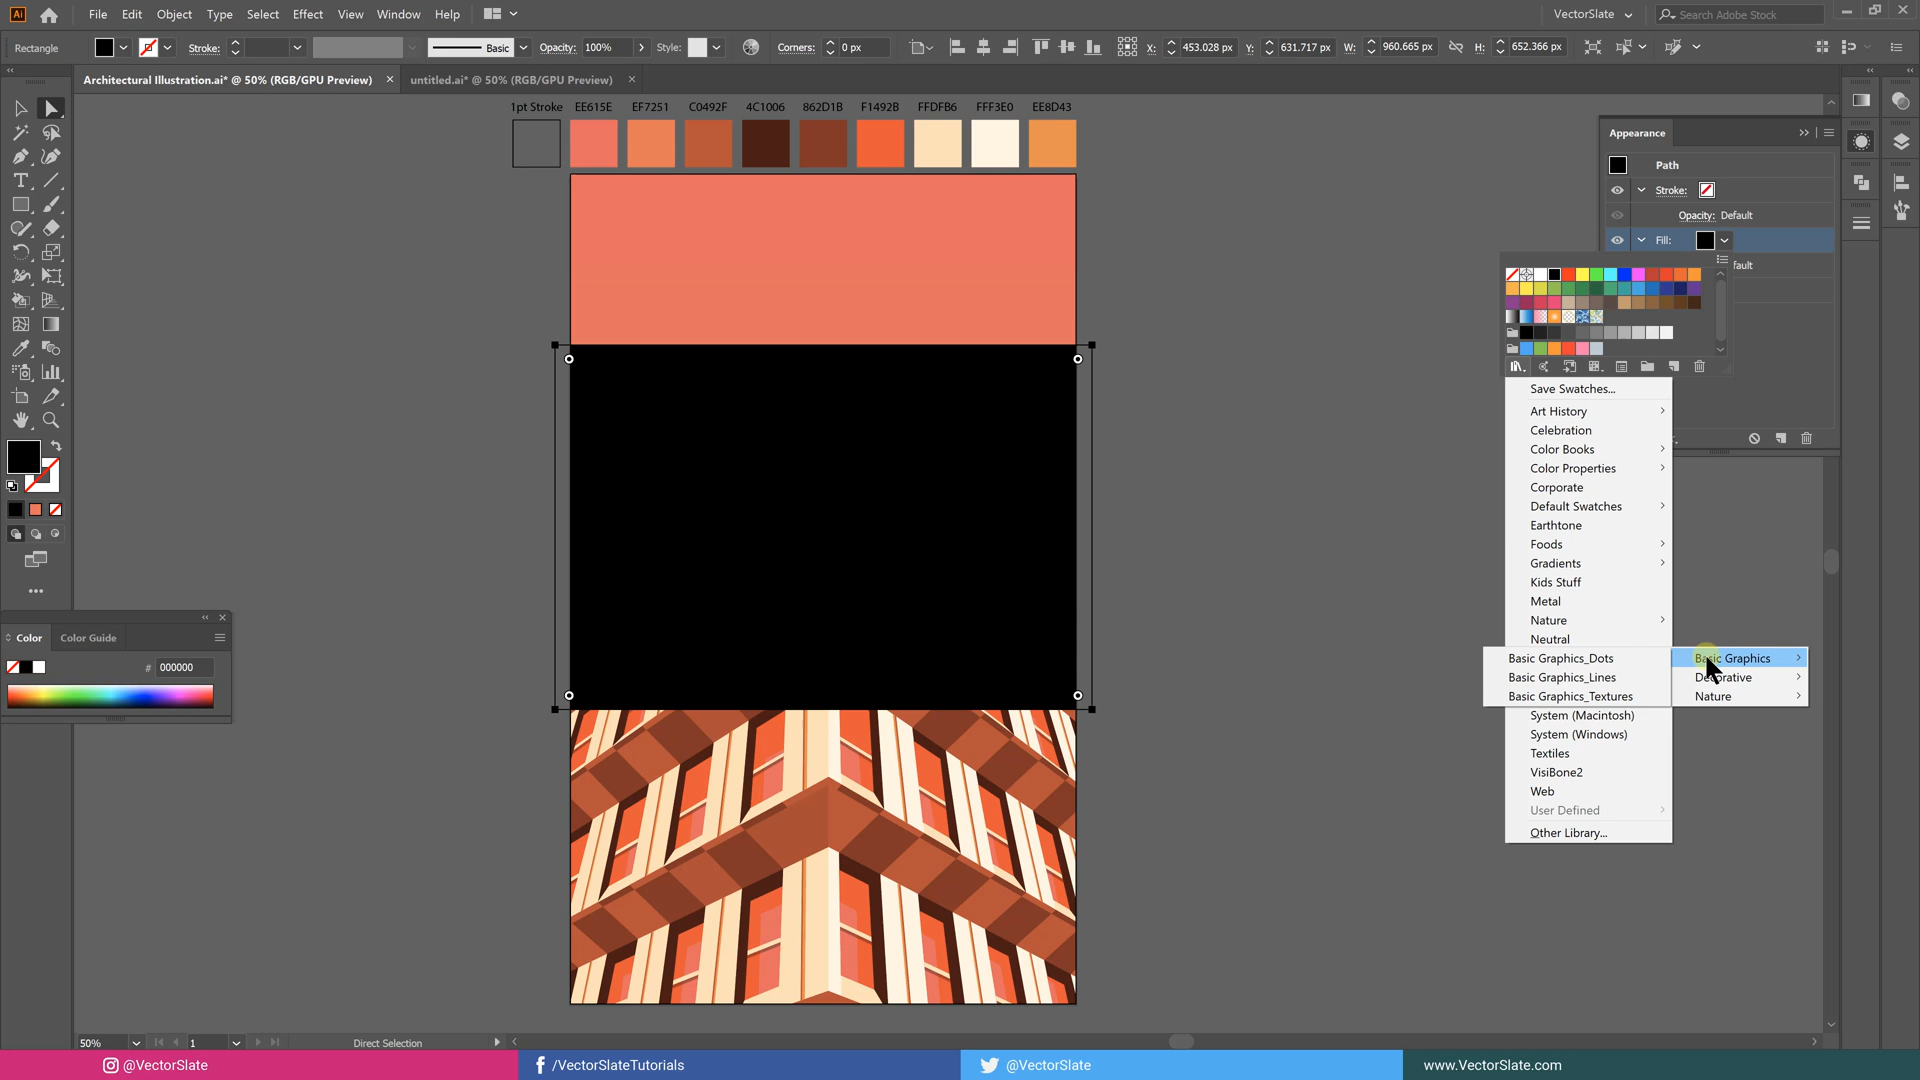 Ai File Edit Object Type Select Effect View Window Help VectorSlate Search Adobe Stock
Rectangle Stroke: Basic Opacity: 100% Style: Corners: 0 px X: 453.028 px Y: 631.717 px W: 960.665 px H: 652.366 px
Architectural Illustration.ai* @ 50% (RGB/GPU Preview) untitled.ai* @ 50% (RGB/GPU Preview)
1pt Stroke EE615E EF7251 C0492F 4C1006 862D1B F1492B FFDFB6 FFF3E0 EE8D43
Appearance
Path
Stroke:
Opacity: Default
Fill:
fault
Save Swatches...
Art History
Celebration
Color Books
Color Properties
Corporate
Default Swatches
Earthtone
Foods
Gradients
Kids Stuff
Metal
Nature
Neutral
Basic Graphics_Dots Basic Graphics
Basic Graphics_Lines Decorative
Basic Graphics_Textures Nature
System (Macintosh)
System (Windows)
Textiles
VisiBone2
Web
User Defined
Other Library...
Color Color Guide
# 000000
50% 1 Direct Selection
@VectorSlate /VectorSlateTutorials @VectorSlate www.VectorSlate.com